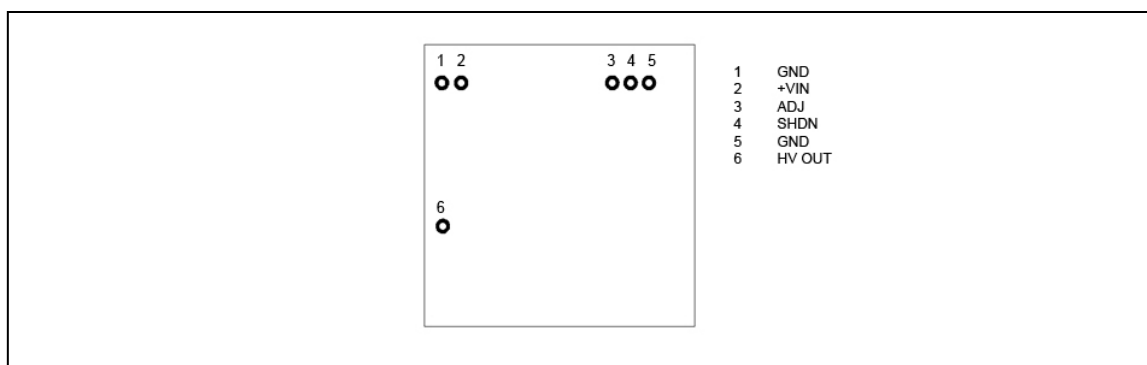 1 2 3 4 5
6
1 GND
2 +VIN
3 ADJ
4 SHDN
5 GND
6 HV OUT